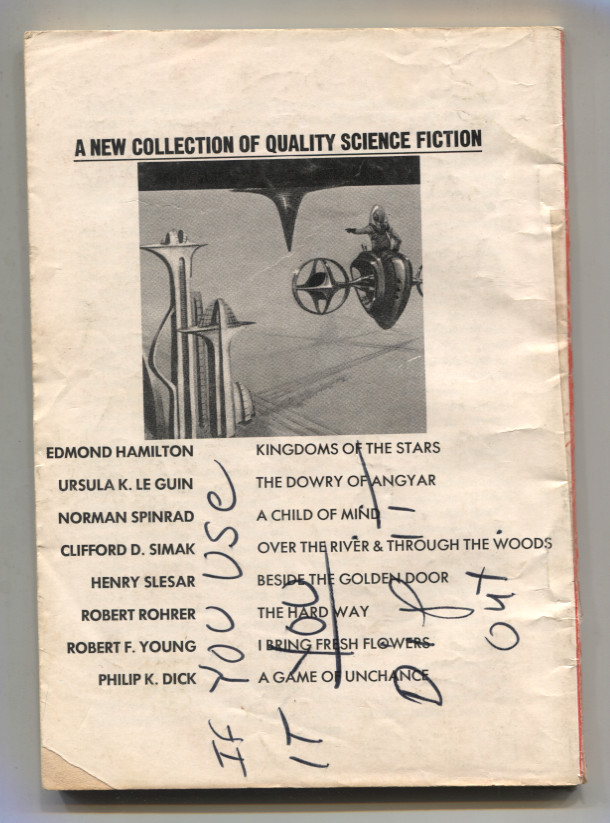 A NEW COLLECTION OF QUALITY SCIENCE FICTION
EDMOND HAMILTON KINGDOMS OF THE STARS
URSULA K. LE GUIN THE DOWRY OF ANGYAR
NORMAN SPINRAD A CHILD OF MIND
CLIFFORD D. SIMAK OVER THE RIVER & THROUGH THE WOODS
HENRY SLESAR BESIDE THE GOLDEN DOOR
ROBERT ROHRER THE HARD WAY
ROBERT F. YOUNG I BRING FRESH FLOWERS
PHILIP K. DICK A GAME OF UNCHANCE
IF YOU USE
IT YOU
out